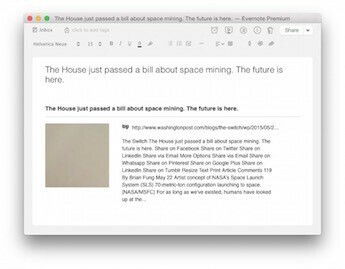 The House just passed a bill about space mining. The future is here. — Evernote Premium
Inbox click to add tags
Share
Helvetica Neue 11
The House just passed a bill about space mining. The future is
here.
The House just passed a bill about space mining. The future is here.
http://www.washingtonpost.com/blogs/the-switch/wp/2015/05/2...
The Switch The House just passed a bill about space mining. The
future is here. Share on Facebook Share on Twitter Share on
LinkedIn Share via Email More Options Share via Email Share on
Whatsapp Share on Pinterest Share on Google Plus Share on
LinkedIn Share on Tumblr Resize Text Print Article Comments 119
By Brian Fung May 22 Artist concept of NASA's Space Launch
System (SLS) 70-metric-ton configuration launching to space.
(NASA/MSFC) For as long as we've existed, humans have looked
up at the...